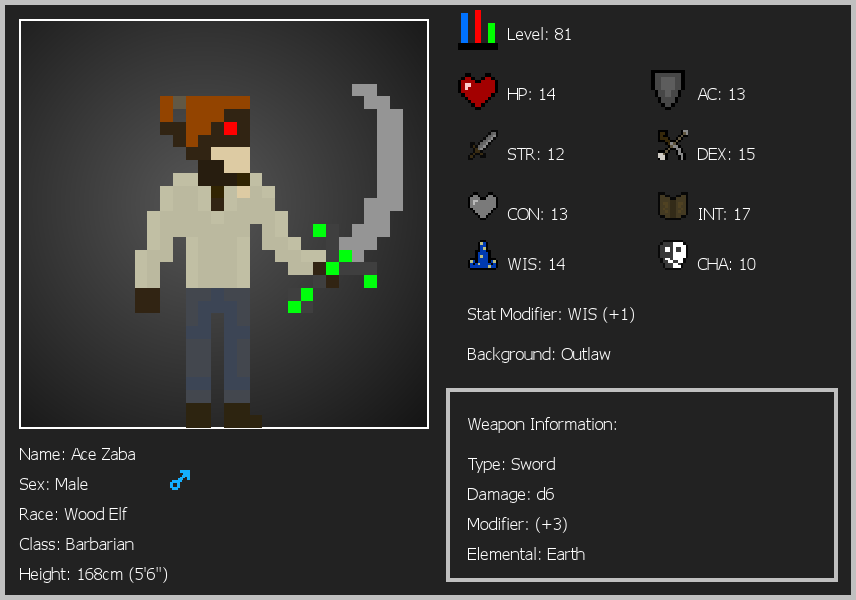 Level: 81
HP: 14
AC: 13
STR: 12
DEX: 15
CON: 13
INT: 17
WIS: 14
CHA: 10
Stat Modifier: WIS (+1)
Background: Outlaw
Weapon Information:
Type: Sword
Damage: d6
Modifier: (+3)
Elemental: Earth
Name: Ace Zaba
Sex: Male
Race: Wood Elf
Class: Barbarian
Height: 168cm (5'6")